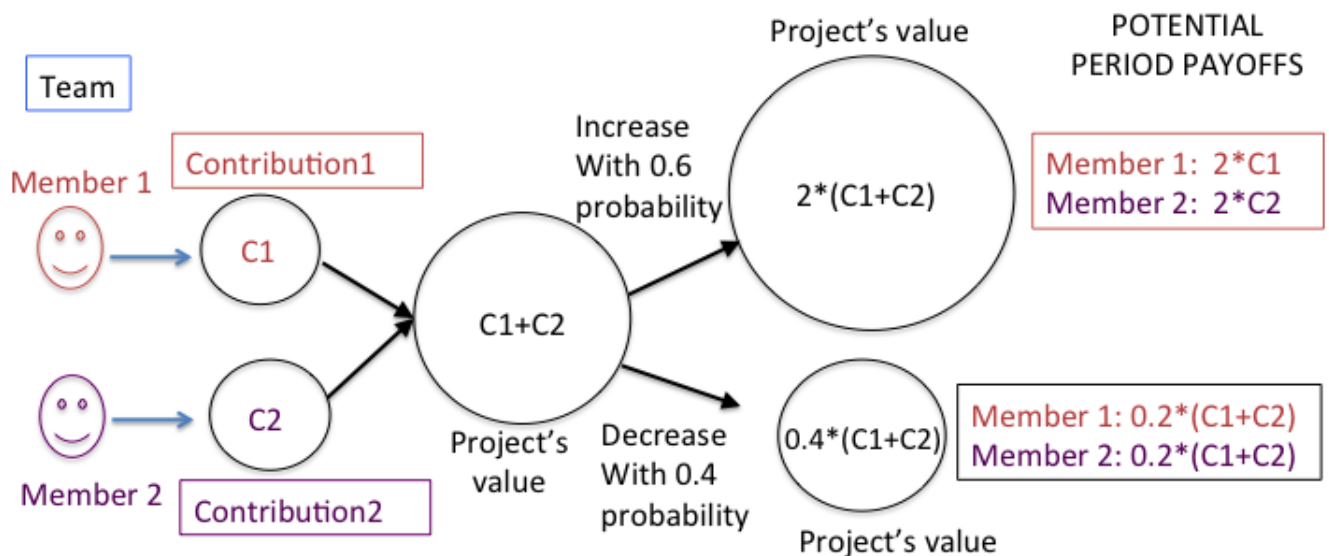 Team
Member 1
Contribution1
C1
Member 2
C2
Contribution2
C1+C2
Project's
value
Increase
With 0.6
probability
Decrease
With 0.4
probability
Project's value
2*(C1+C2)
0.4*(C1+C2)
Project's value
POTENTIAL
PERIOD PAYOFFS
Member 1: 2*C1
Member 2: 2*C2
Member 1: 0.2*(C1+C2)
Member 2: 0.2*(C1+C2)